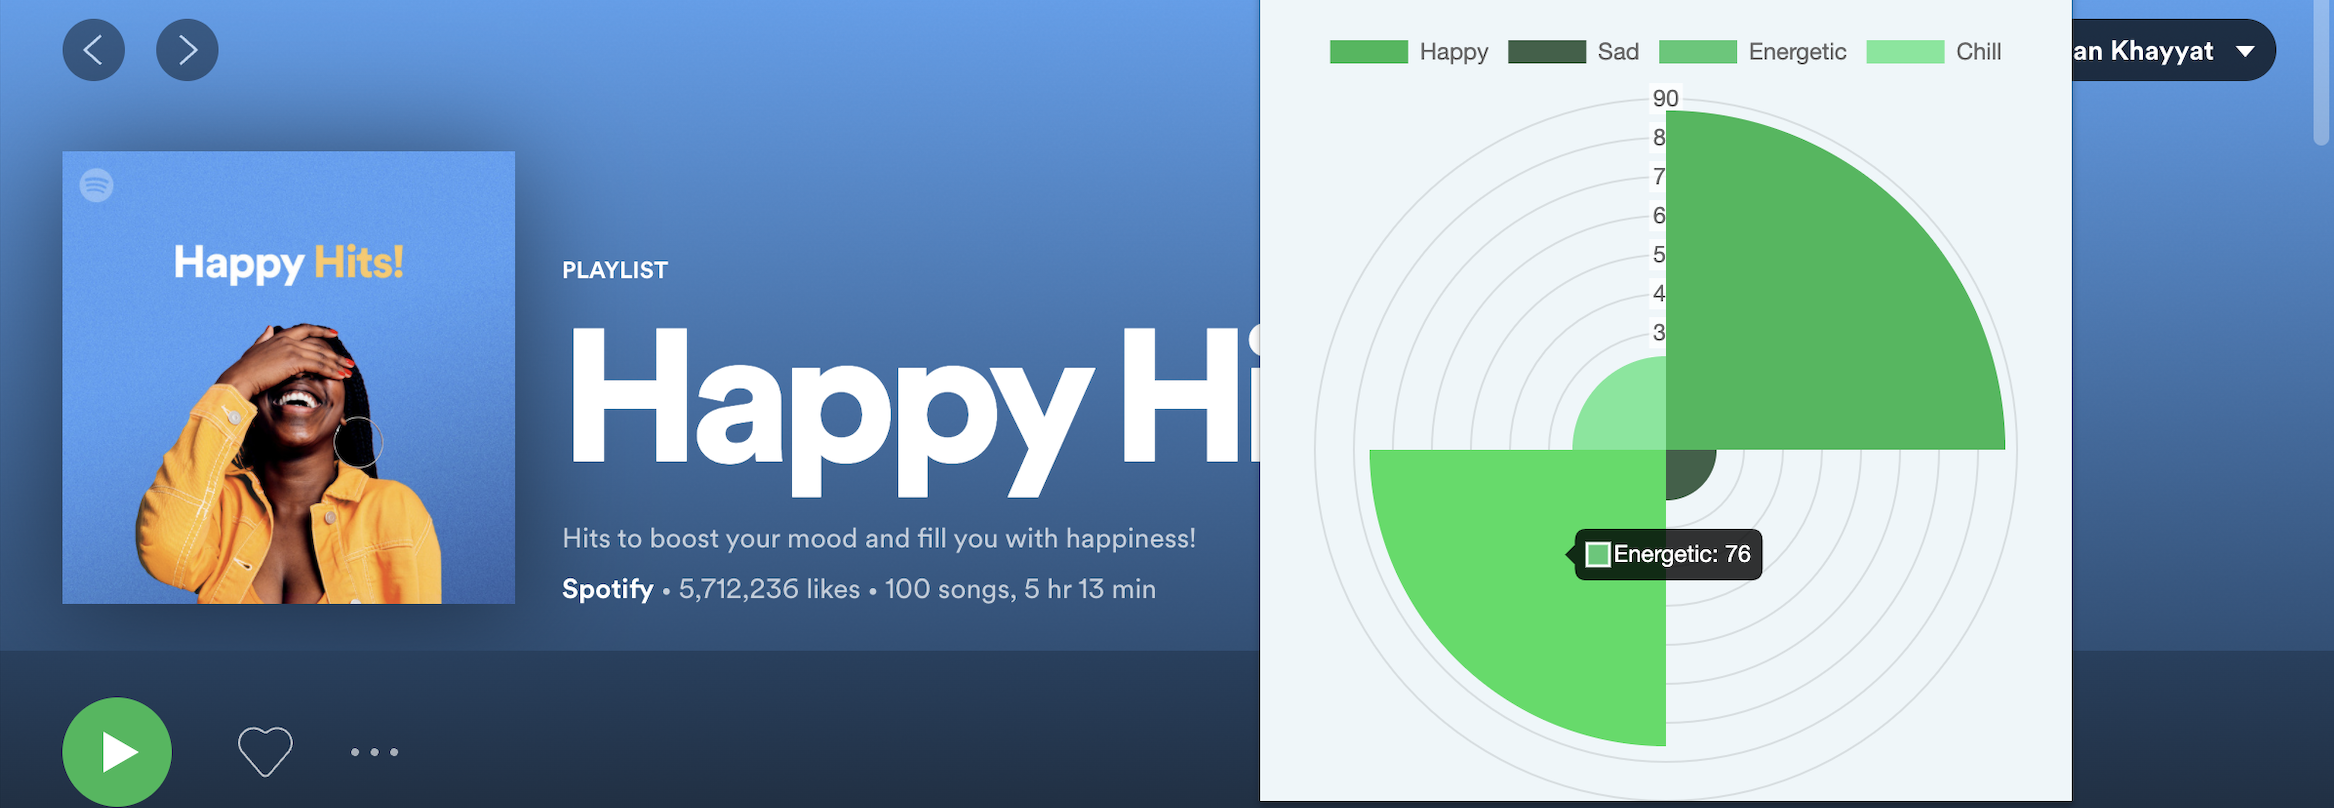 Happy Hits!
PLAYLIST
Happy Hi
Hits to boost your mood and fill you with happiness!
Spotify • 5,712,236 likes • 100 songs, 5 hr 13 min
Happy Sad Energetic Chill
90
8
7
6
5
4
3
Energetic: 76
an Khayyat